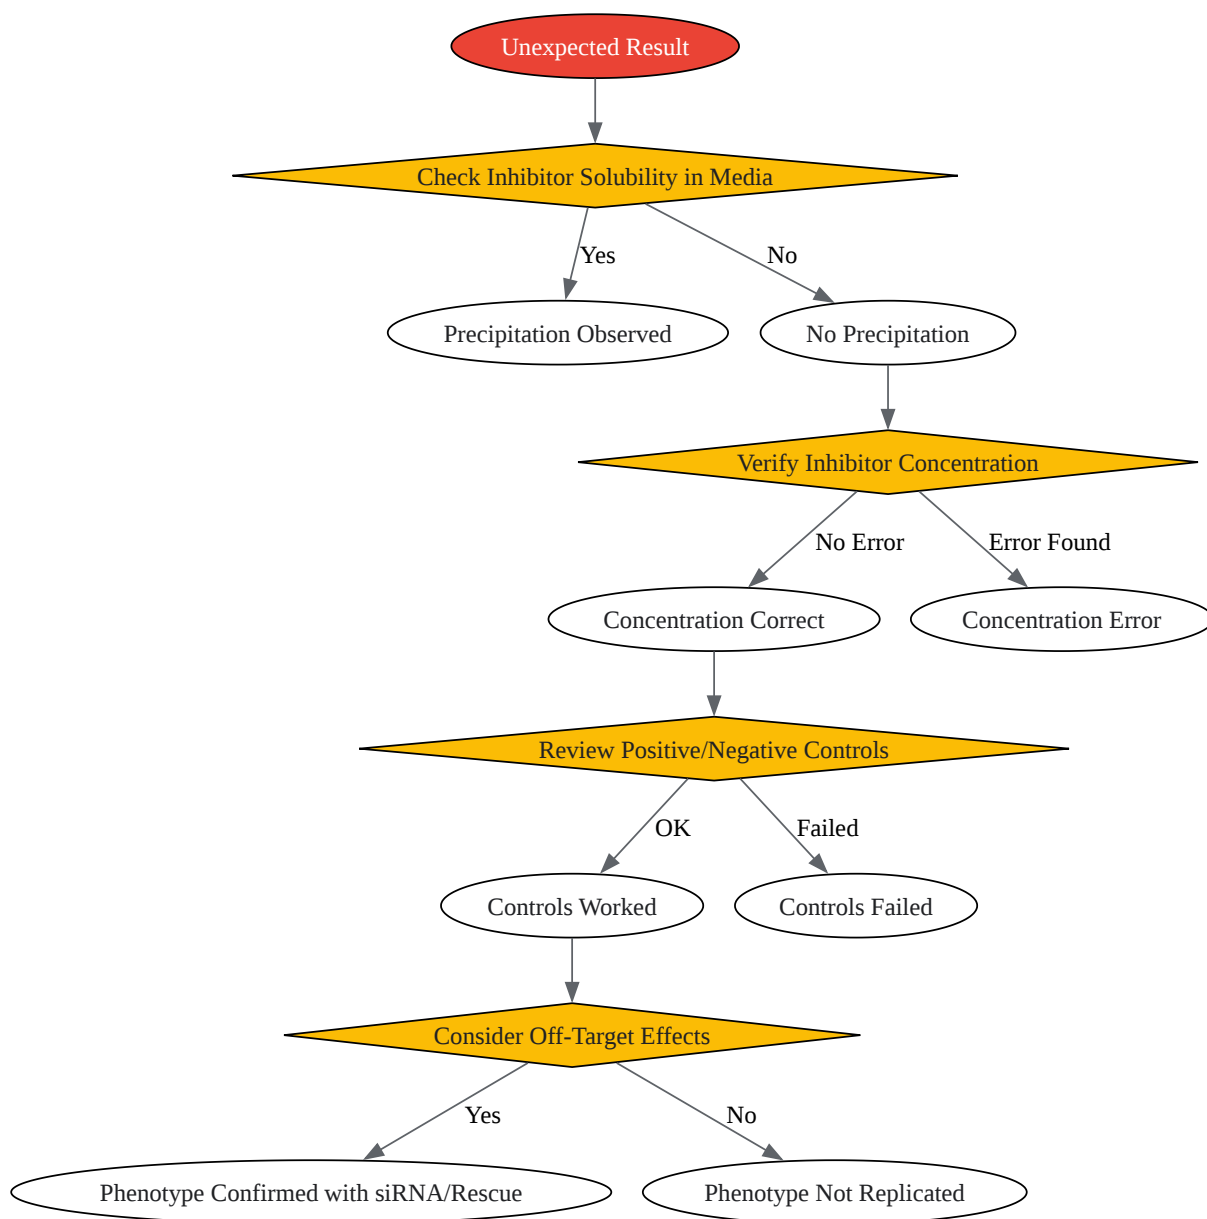 Unexpected Result
Check Inhibitor Solubility in Media
Yes
No
Precipitation Observed
No Precipitation
Verify Inhibitor Concentration
No Error
Error Found
Concentration Correct
Concentration Error
Review Positive/Negative Controls
OK
Failed
Controls Worked
Controls Failed
Consider Off-Target Effects
Yes
No
Phenotype Confirmed with siRNA/Rescue
Phenotype Not Replicated